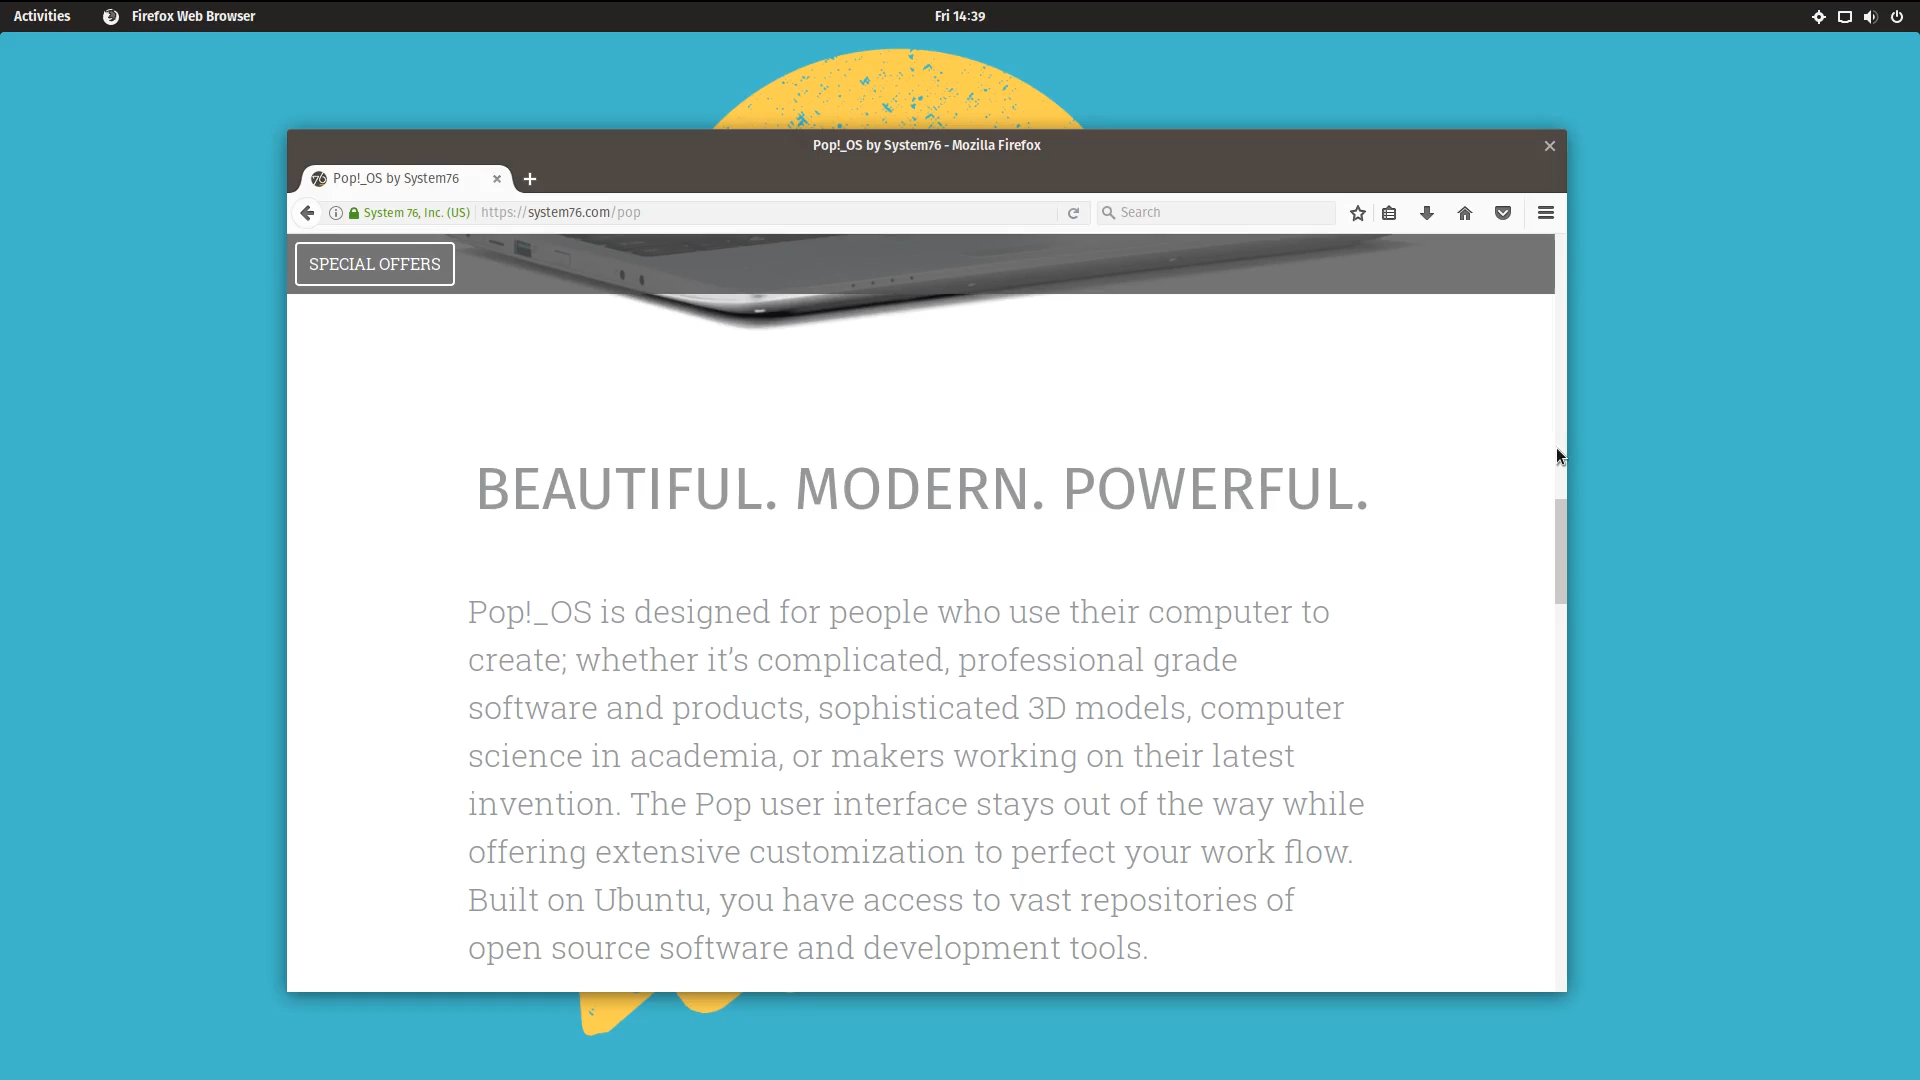 Activities Firefox Web Browser Fri 14:39
Pop!_OS by System76 - Mozilla Firefox
Pop!_OS by System76
System 76, Inc. (US) https://system76.com/pop Search
SPECIAL OFFERS
BEAUTIFUL. MODERN. POWERFUL.
Pop!_OS is designed for people who use their computer to
create; whether it’s complicated, professional grade
software and products, sophisticated 3D models, computer
science in academia, or makers working on their latest
invention. The Pop user interface stays out of the way while
offering extensive customization to perfect your work flow.
Built on Ubuntu, you have access to vast repositories of
open source software and development tools.